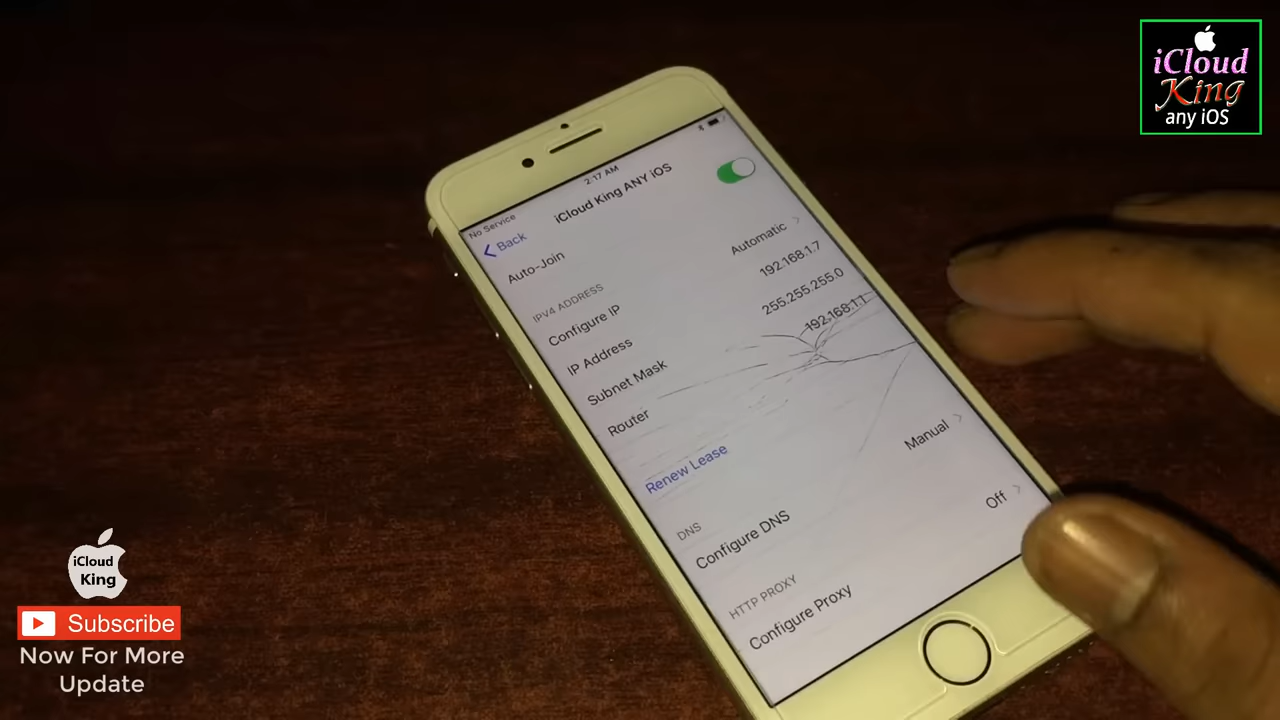 iCloud
King
any iOS
No Service
2:17 AM
Back
iCloud King ANY iOS
Auto-Join
IPV4 ADDRESS
Configure IP
Automatic
IP Address
192.168.1.7
Subnet Mask
255.255.255.0
Router
192.168.1.1
Renew Lease
DNS
Configure DNS
Manual
HTTP PROXY
Configure Proxy
Off
iCloud
King
Subscribe
Now For More
Update